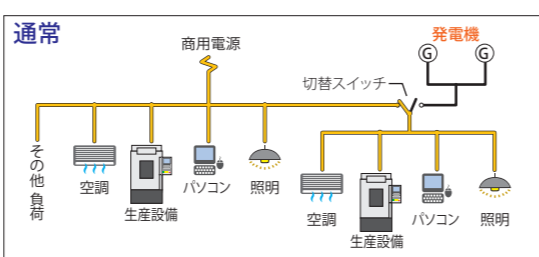 通常
商用電源
発電機
G
G
切替スイッチ
その他 負荷
空調
生産設備
パソコン
照明
空調
生産設備
パソコン
照明